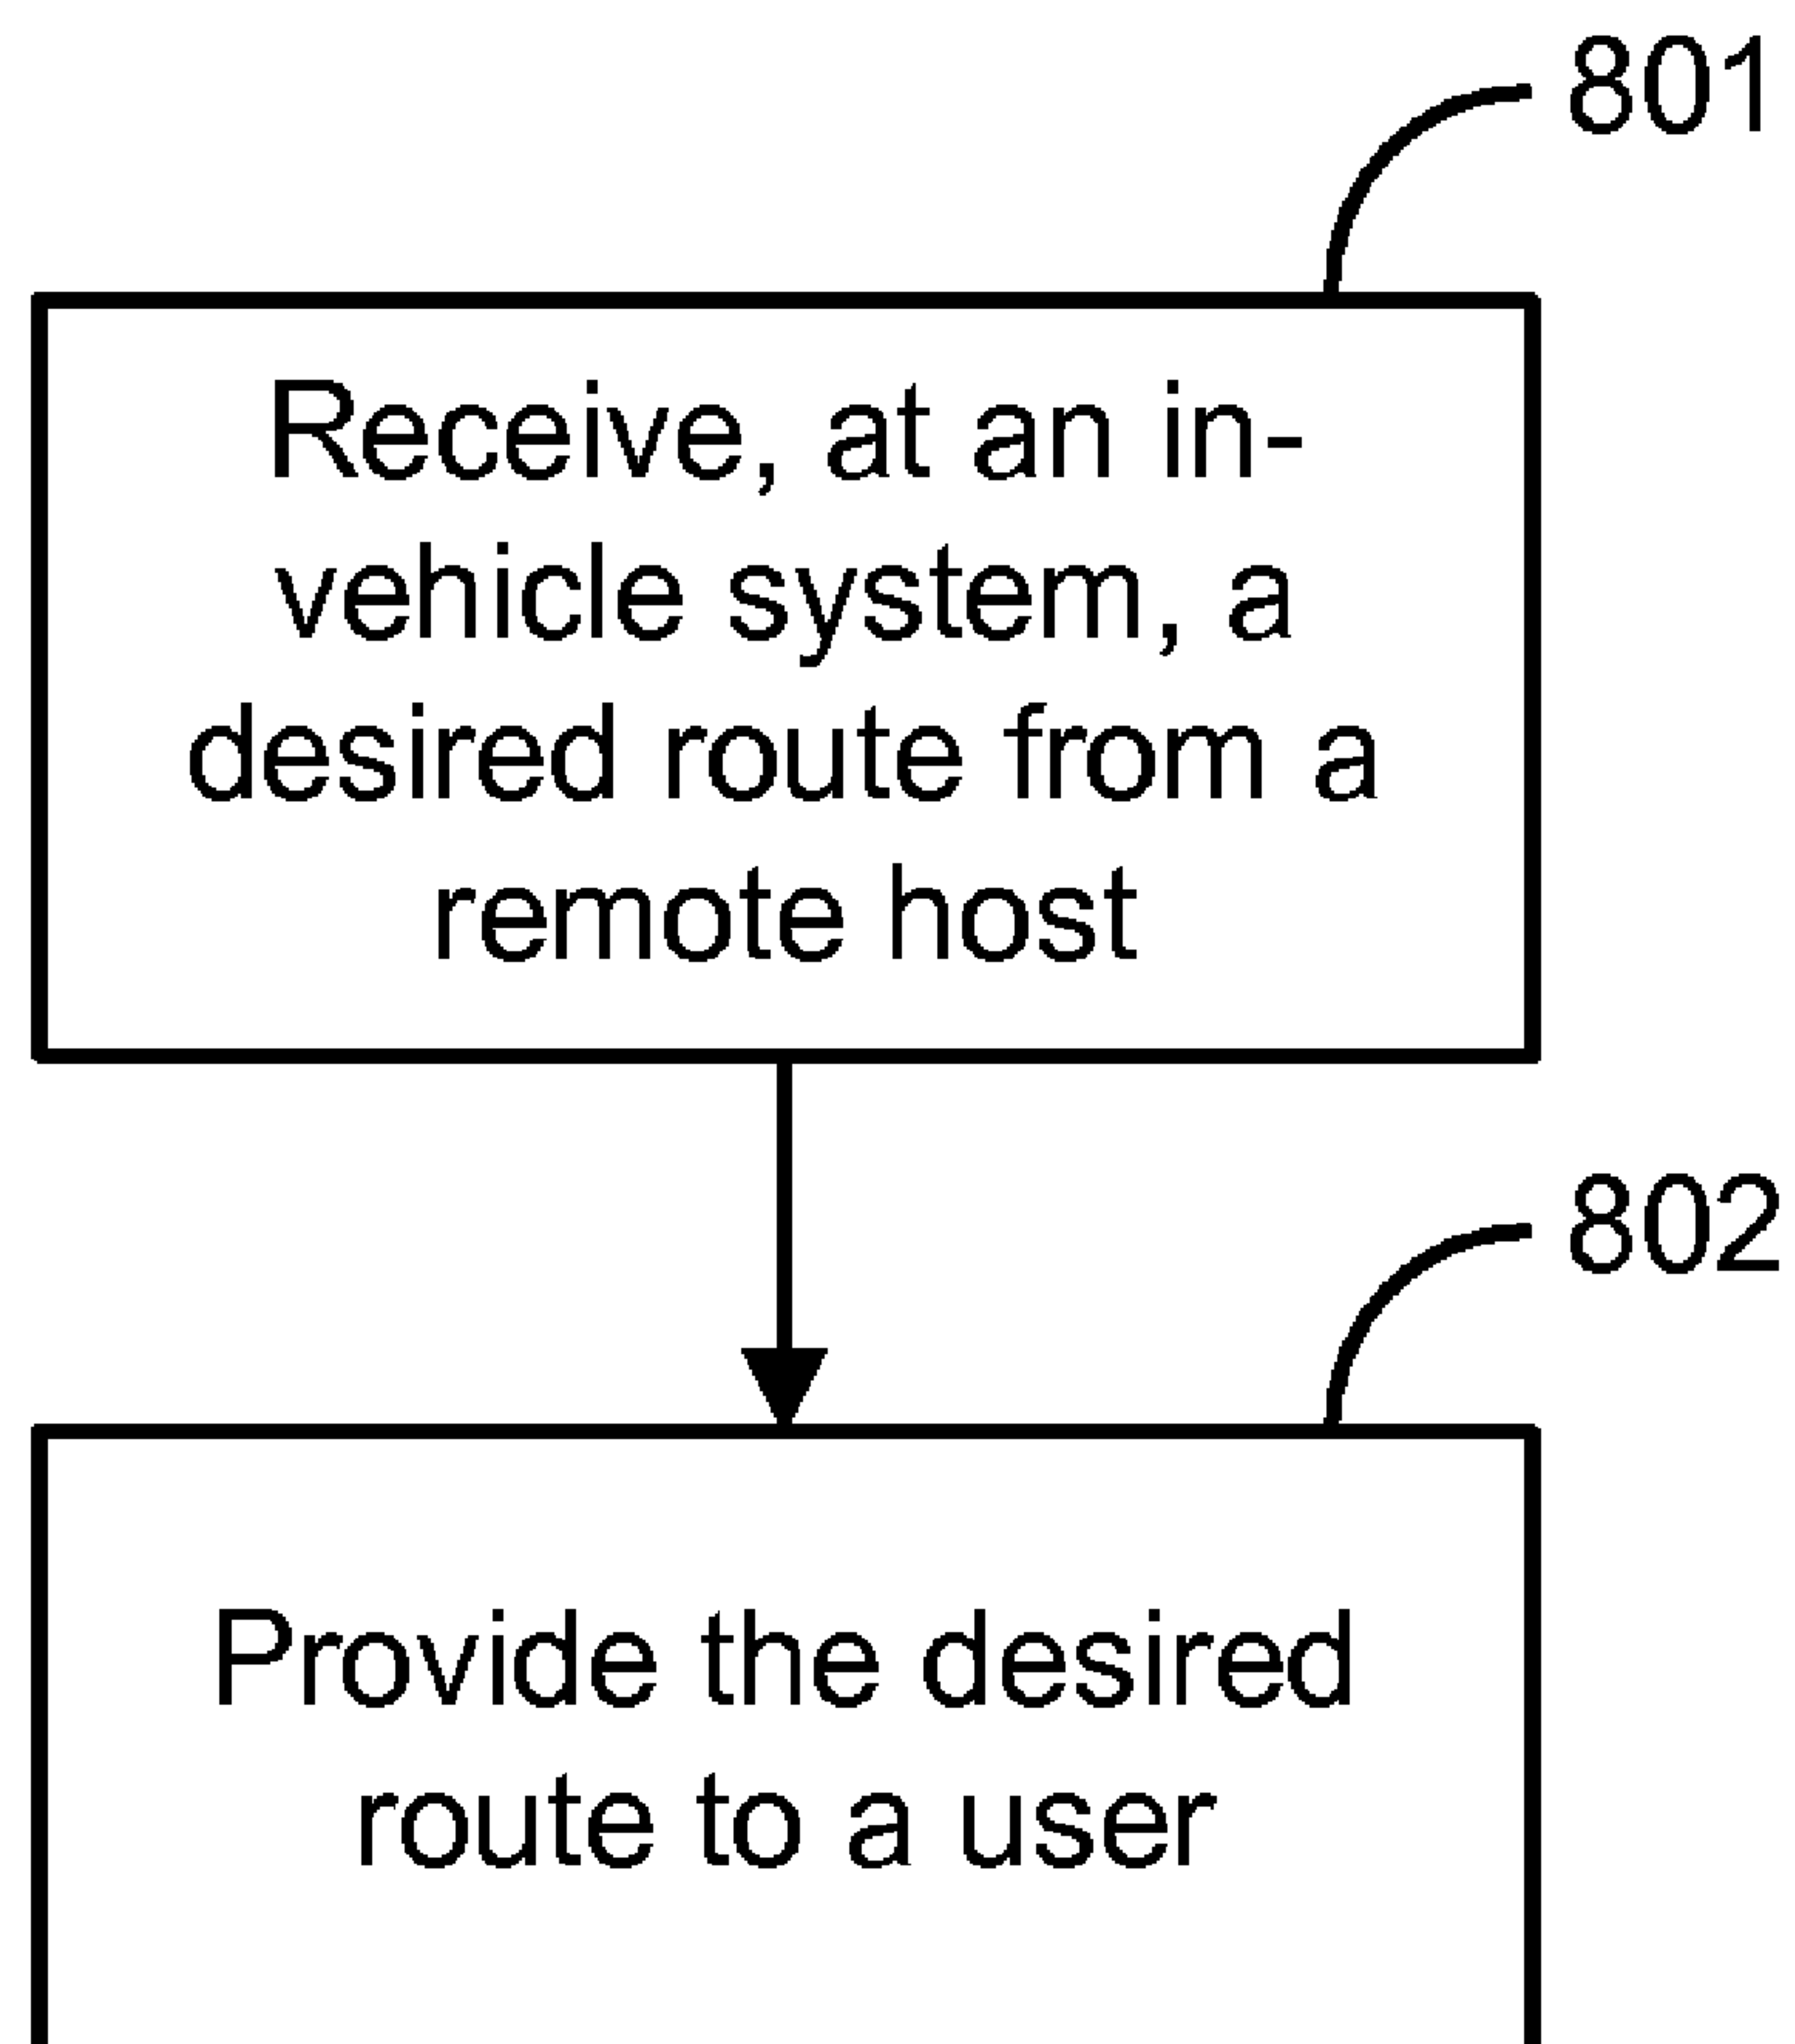 801
Receive, at an in-
vehicle system, a
desired route from a
remote host
802
Provide the desired
route to a user